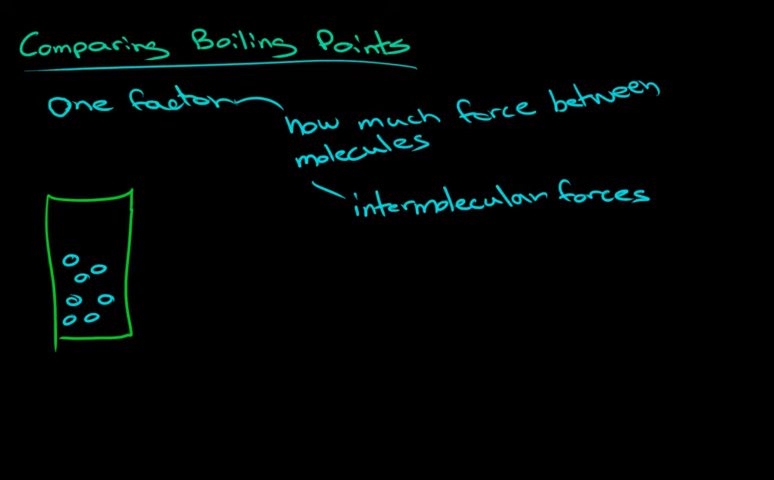 Comparing Boiling Points
One factor
how much force between
molecules
intermolecular forces